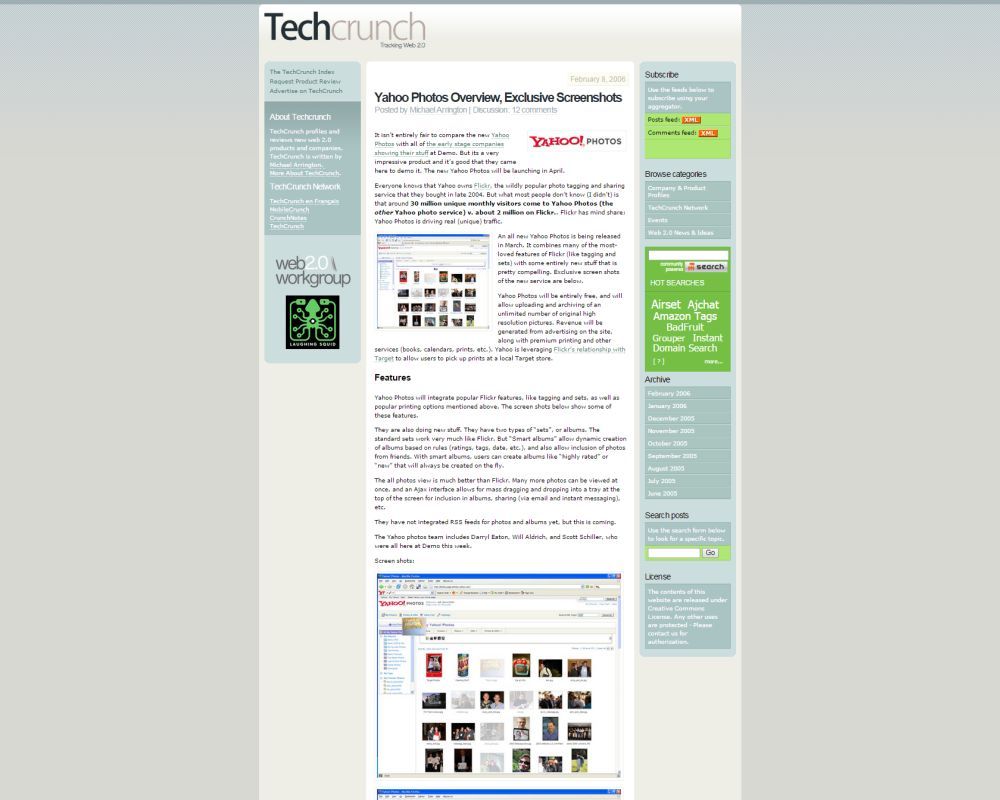 Techcrunch
Tracking Web 2.0
The TechCrunch Index
Request Product Review
Advertise on TechCrunch
About Techcrunch
TechCrunch profiles and
reviews new web 2.0
products and companies.
TechCrunch is written by
Michael Arrington.
More About TechCrunch.
TechCrunch Network
TechCrunch en Français
MobileCrunch
CrunchNotes
TechCrunch
web2.0
workgroup
LAUGHING SQUID
February 8, 2006
Yahoo Photos Overview, Exclusive Screenshots
Posted by Michael Arrington | Discussion: 12 comments
YAHOO! PHOTOS
It isn't entirely fair to compare the new Yahoo
Photos with all of the early stage companies
showing their stuff at Demo. But its a very
impressive product and it's good that they came
here to demo it. The new Yahoo Photos will be launching in April.
Everyone knows that Yahoo owns Flickr, the wildly popular photo tagging and sharing
service that they bought in late 2004. But what most people don't know (I didn't) is
that around 30 million unique monthly visitors come to Yahoo Photos (the
other Yahoo photo service) v. about 2 million on Flickr.. Flickr has mind share;
Yahoo Photos is driving real (unique) traffic.
An all new Yahoo Photos is being released
in March. It combines many of the most-
loved features of Flickr (like tagging and
sets) with some entirely new stuff that is
pretty compelling. Exclusive screen shots
of the new service are below.
Yahoo Photos will be entirely free, and will
allow uploading and archiving of an
unlimited number of original high
resolution pictures. Revenue will be
generated from advertising on the site,
along with premium printing and other
services (books, calendars, prints, etc.). Yahoo is leveraging Flickr's relationship with
Target to allow users to pick up prints at a local Target store.
Features
Yahoo Photos will integrate popular Flickr features, like tagging and sets, as well as
popular printing options mentioned above. The screen shots below show some of
these features.
They are also doing new stuff. They have two types of "sets", or albums. The
standard sets work very much like Flickr. But "Smart albums" allow dynamic creation
of albums based on rules (ratings, tags, date, etc.), and also allow inclusion of photos
from friends. With smart albums, users can create albums like "highly rated" or
"new" that will always be created on the fly.
The all photos view is much better than Flickr. Many more photos can be viewed at
once, and an Ajax interface allows for mass dragging and dropping into a tray at the
top of the screen for inclusion in albums, sharing (via email and instant messaging),
etc.
They have not integrated RSS feeds for photos and albums yet, but this is coming.
The Yahoo photos team includes Darryl Eaton, Will Aldrich, and Scott Schiller, who
were all here at Demo this week.
Screen shots:
YAHOO! PHOTOS
Subscribe
Use the feeds below to
subscribe using your
aggregator.
Posts feed: XML
Comments feed: XML
Browse categories
Company & Product
Profiles
TechCrunch Network
Events
Web 2.0 News & Ideas
community
powered
search
HOT SEARCHES
Airset Ajchat
Amazon Tags
BadFruit
Grouper Instant
Domain Search
[ ? ] more...
Archive
February 2006
January 2006
December 2005
November 2005
October 2005
September 2005
August 2005
July 2005
June 2005
Search posts
Use the search form below
to look for a specific topic.
Go
License
The contents of this
website are released under
Creative Commons
License. Any other uses
are protected - Please
contact us for
authorization.